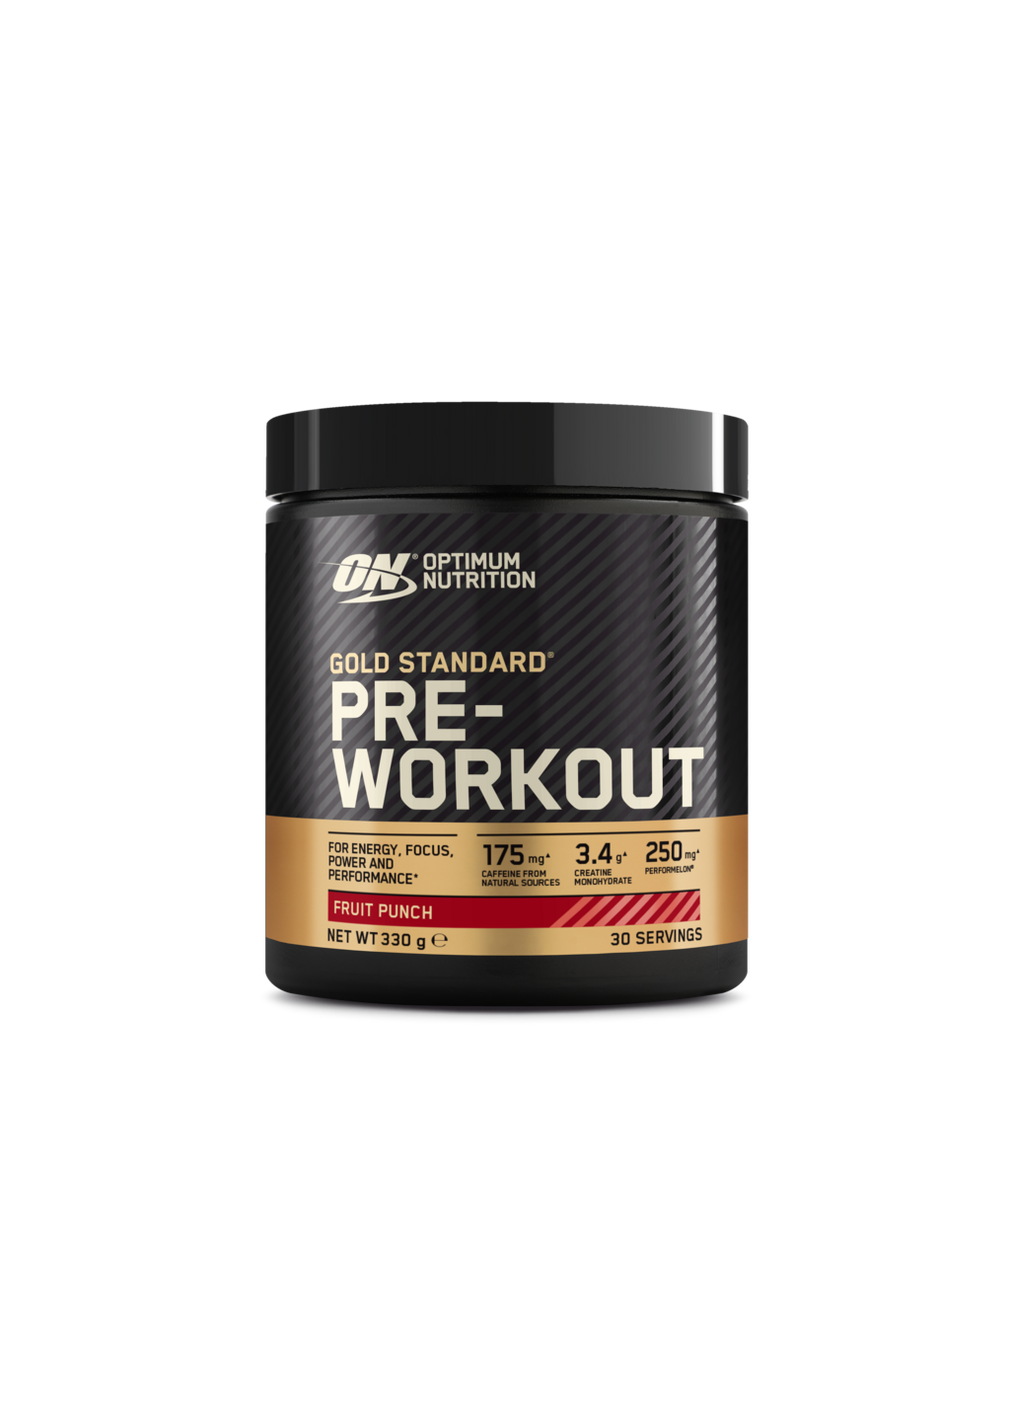 ON® OPTIMUM
NUTRITION
GOLD STANDARD®
PRE-
WORKOUT
FOR ENERGY, FOCUS,
POWER AND
PERFORMANCE*
175 mg▲
CAFFEINE FROM
NATURAL SOURCES
3.4 g▲
CREATINE
MONOHYDRATE
250 mg▲
PERFORMELON®
FRUIT PUNCH
NET WT 330 g ℮
30 SERVINGS